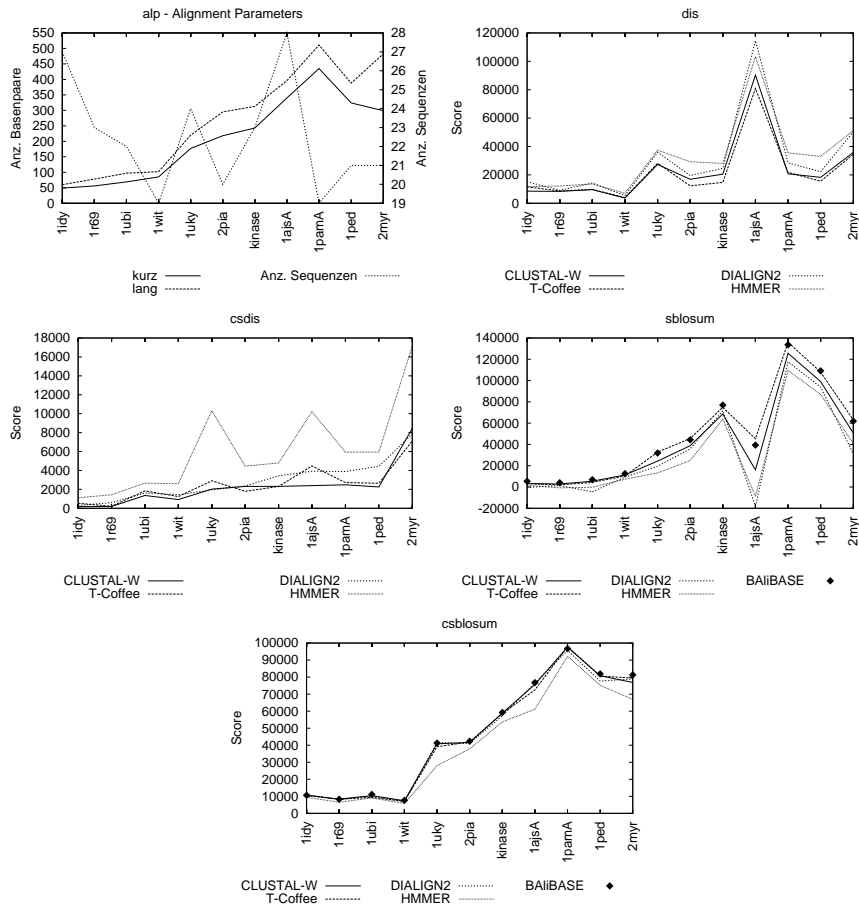 alp - Alignment Parameters
Anz. Basenpaare
550
500
450
400
350
300
250
200
150
100
50
0
28
27
26
25
24
23
22
21
20
19
Anz. Sequenzen
1idy
1r69
1ubi
1wit
1uky
2pia
kinase
1ajsA
1pamA
1ped
2myr
kurz
lang
Anz. Sequenzen
dis
Score
120000
100000
80000
60000
40000
20000
0
1idy
1r69
1ubi
1wit
1uky
2pia
kinase
1ajsA
1pamA
1ped
2myr
CLUSTAL-W
T-Coffee
DIALIGN2
HMMER
csdis
Score
18000
16000
14000
12000
10000
8000
6000
4000
2000
0
1idy
1r69
1ubi
1wit
1uky
2pia
kinase
1ajsA
1pamA
1ped
2myr
CLUSTAL-W
T-Coffee
DIALIGN2
HMMER
sblosum
Score
140000
120000
100000
80000
60000
40000
20000
0
-20000
1idy
1r69
1ubi
1wit
1uky
2pia
kinase
1ajsA
1pamA
1ped
2myr
CLUSTAL-W
T-Coffee
DIALIGN2
HMMER
BAliBASE
csblosum
Score
100000
90000
80000
70000
60000
50000
40000
30000
20000
10000
0
1idy
1r69
1ubi
1wit
1uky
2pia
kinase
1ajsA
1pamA
1ped
2myr
CLUSTAL-W
T-Coffee
DIALIGN2
HMMER
BAliBASE